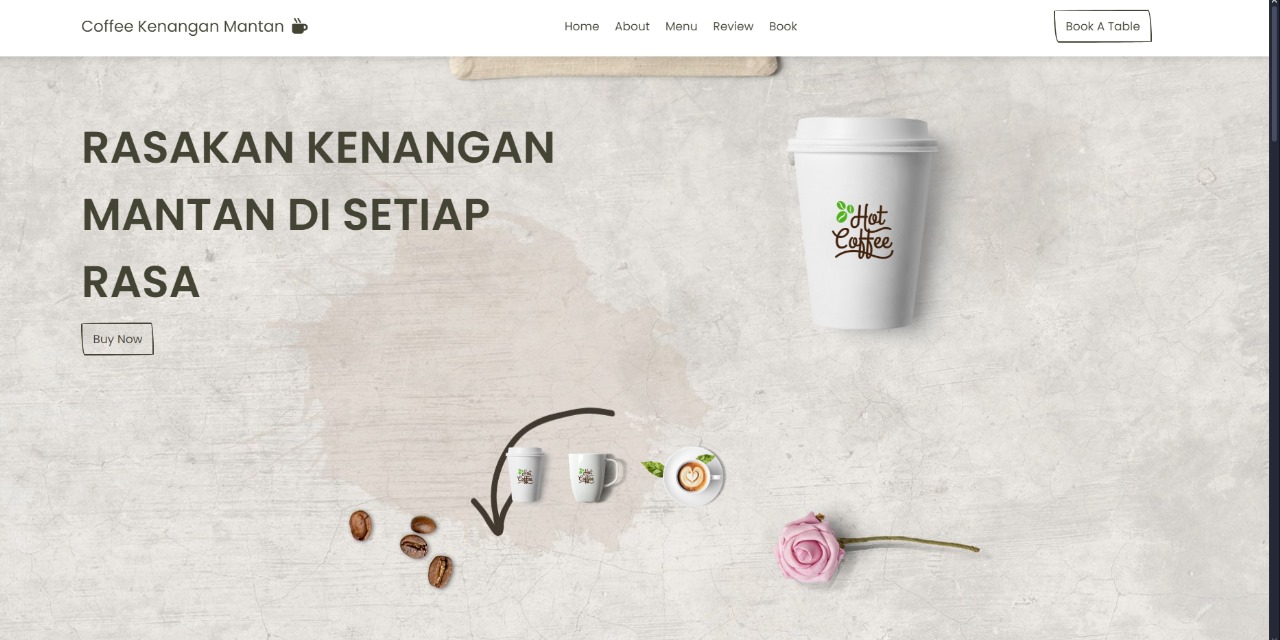 Coffee Kenangan Mantan
Home About Menu Review Book
Book A Table
RASAKAN KENANGAN
MANTAN DI SETIAP
RASA
Buy Now
Hot
Coffee
Hot
Coffee
Hot
Coffee